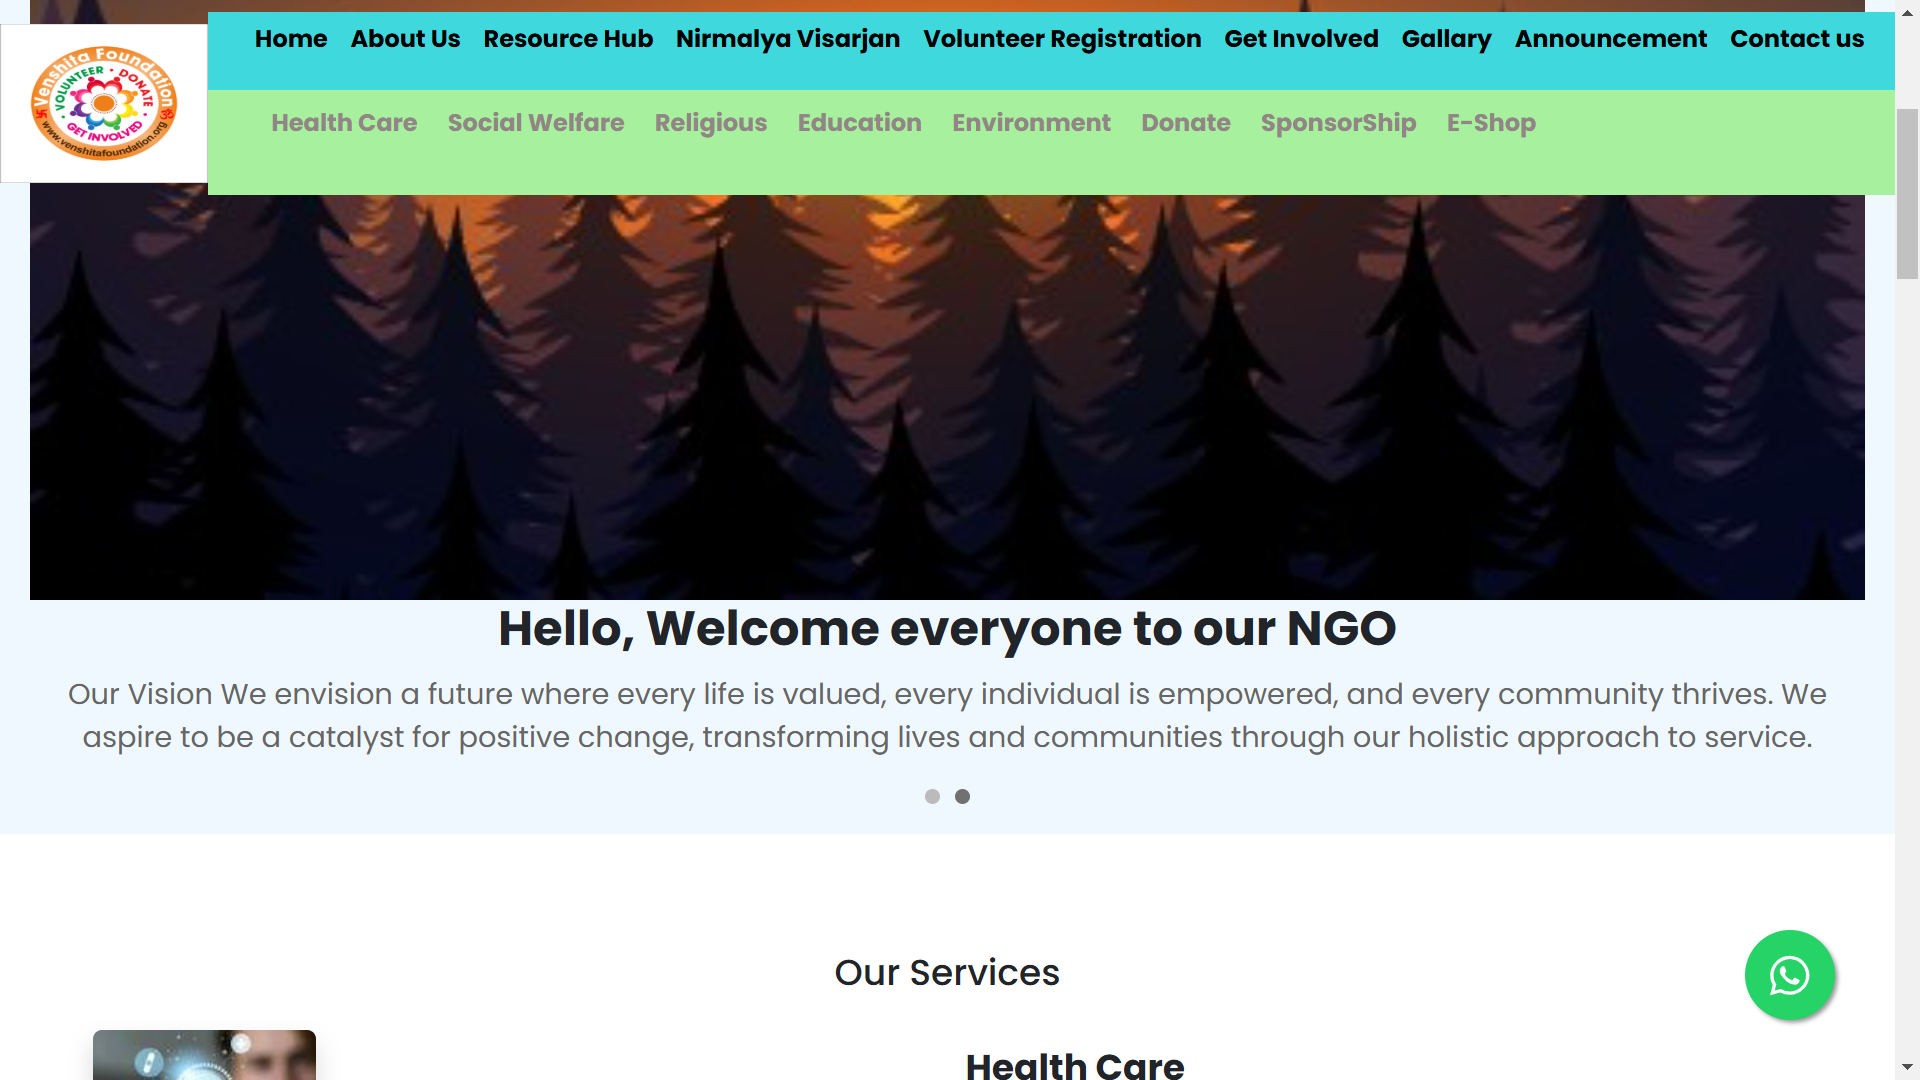 Home About Us Resource Hub Nirmalya Visarjan Volunteer Registration Get Involved Gallary Announcement Contact us
Venshita Foundation
VOLUNTEER • DONATE
GET INVOLVED
www.venshitafoundation.org
Health Care Social Welfare Religious Education Environment Donate SponsorShip E-Shop
Hello, Welcome everyone to our NGO
Our Vision We envision a future where every life is valued, every individual is empowered, and every community thrives. We
aspire to be a catalyst for positive change, transforming lives and communities through our holistic approach to service.
Our Services
Health Care